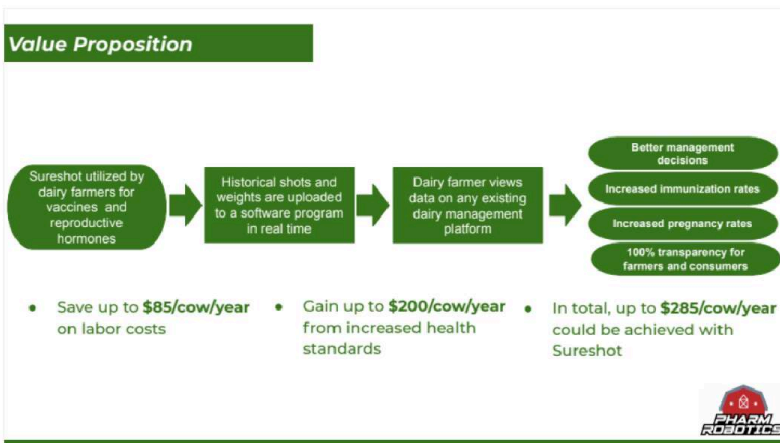 Value Proposition
Sureshot utilized by
dairy farmers for
vaccines and
reproductive
hormones
Historical shots and
weights are uploaded
to a software program
in real time
Dairy farmer views
data on any existing
dairy management
platform
Better management
decisions
Increased immunization rates
Increased pregnancy rates
100% transparency for
farmers and consumers
• Save up to $85/cow/year
on labor costs
• Gain up to $200/cow/year
from increased health
standards
• In total, up to $285/cow/year
could be achieved with
Sureshot
PHARM
ROBOTICS